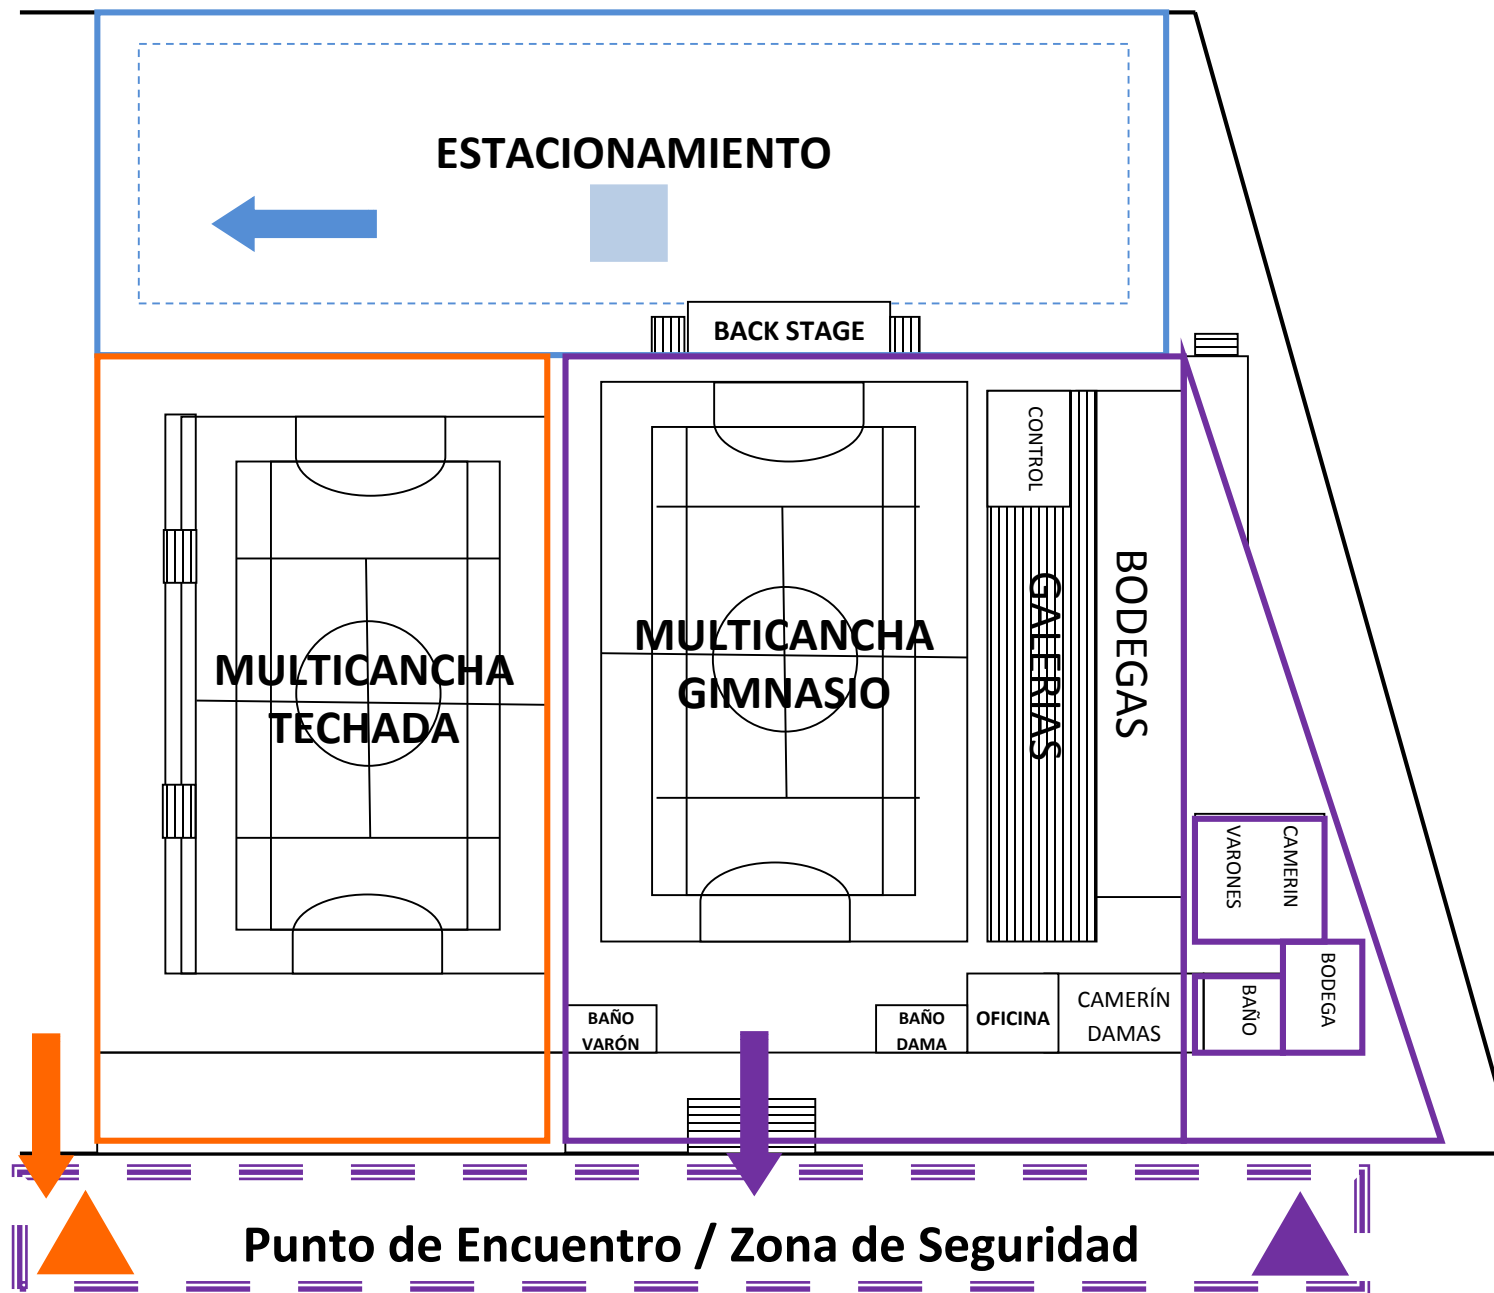 ESTACIONAMIENTO
BACK STAGE
CONTROL
GALERIAS
BODEGAS
MULTICANCHA
TECHADA
MULTICANCHA
GIMNASIO
CAMERIN
VARONES
BODEGA
BAÑO
BAÑO
VARÓN
BAÑO
DAMA
OFICINA
CAMERÍN
DAMAS
Punto de Encuentro / Zona de Seguridad